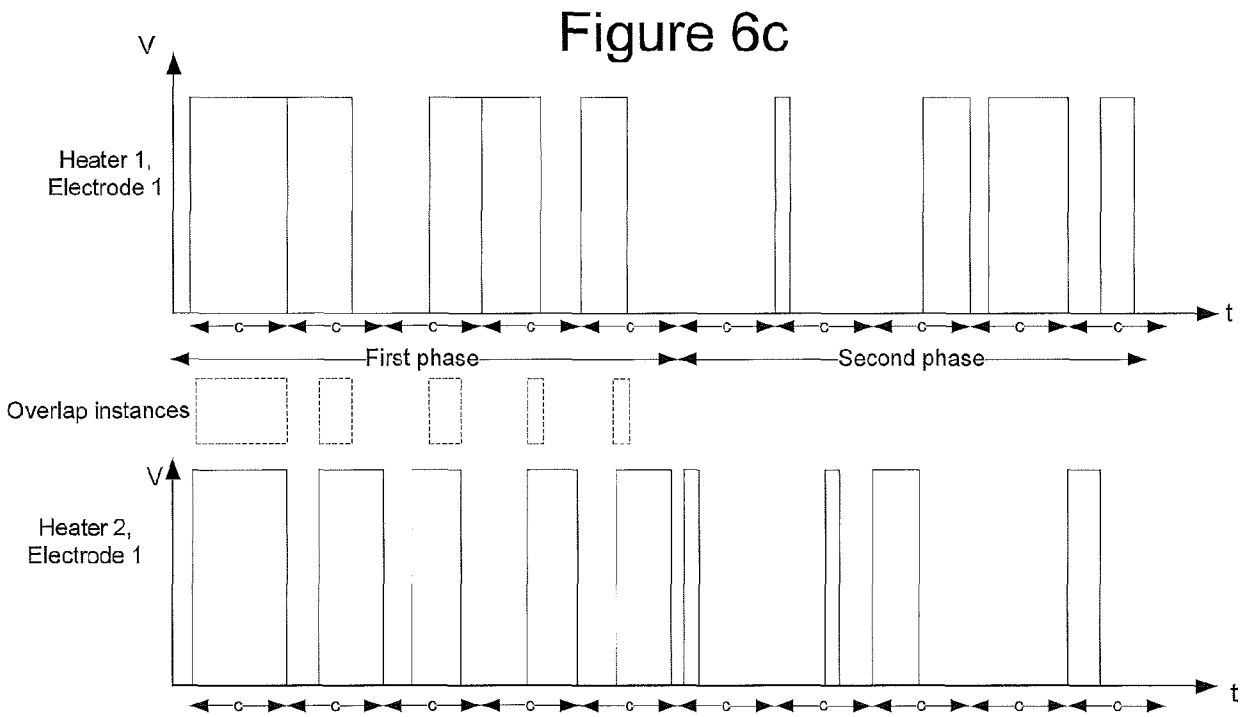 Figure 6c
V
Heater 1,
Electrode 1
t
c c c c c c c c c c
First phase Second phase
Overlap instances
V
Heater 2,
Electrode 1
t
c c c c c c c c c c